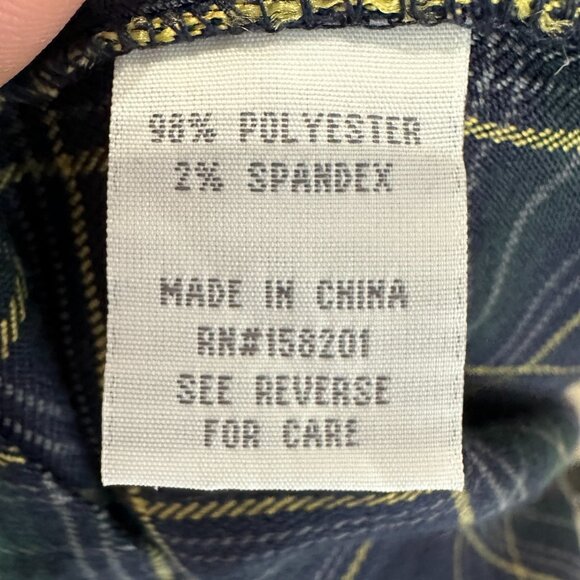 98% POLYESTER
2% SPANDEX
MADE IN CHINA
RN#158201
SEE REVERSE
FOR CARE